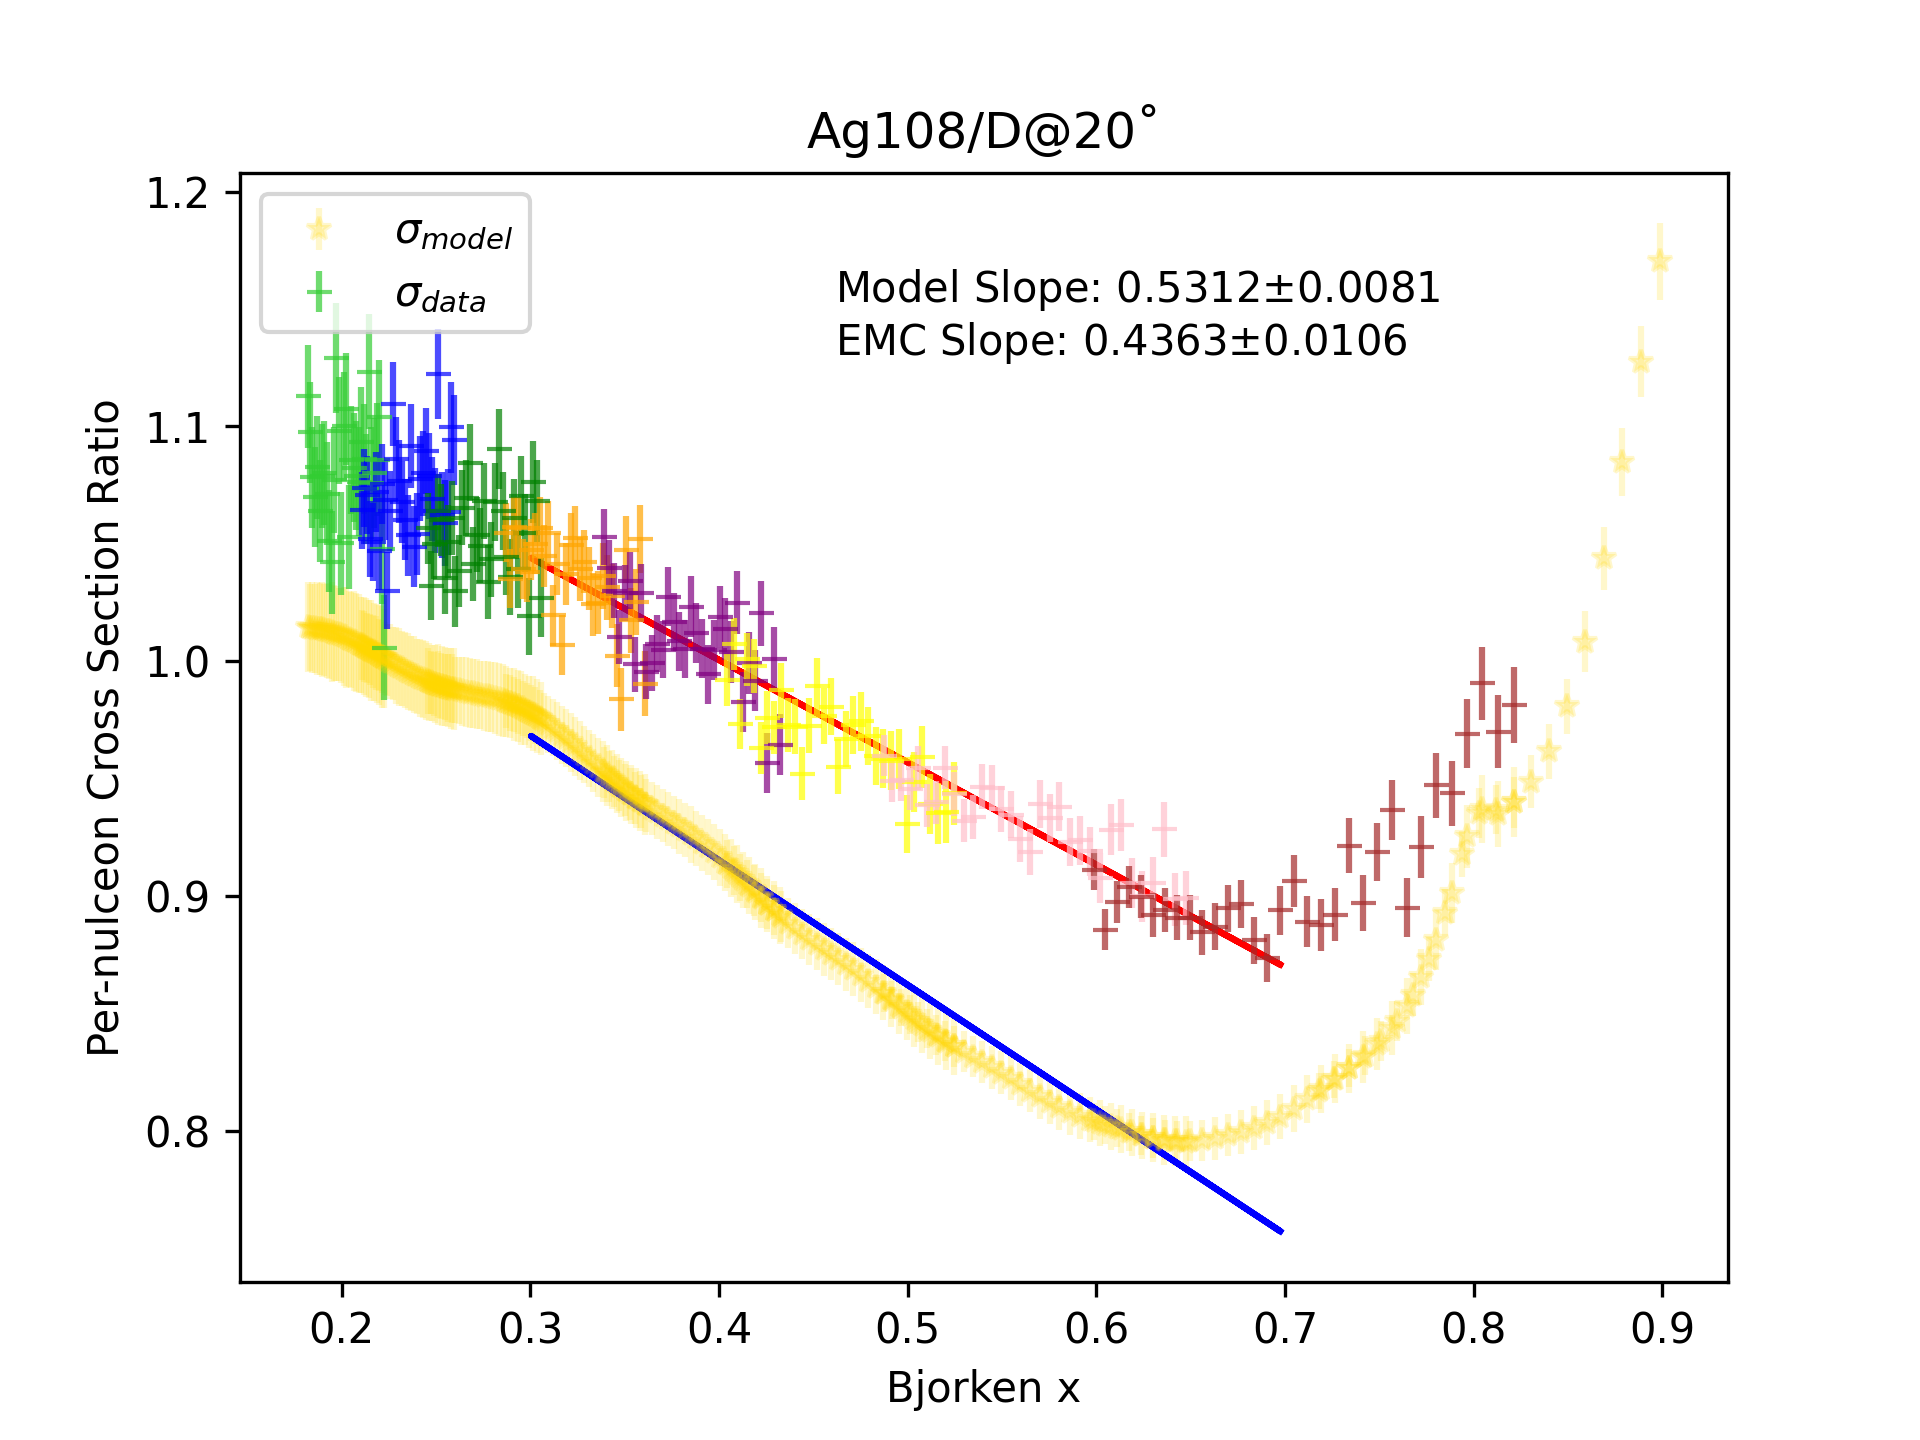 Ag108/D@20˚
σmodel
σdata
Model Slope: 0.5312±0.0081
EMC Slope: 0.4363±0.0106
Per-nulceon Cross Section Ratio
1.2
1.1
1.0
0.9
0.8
0.2 0.3 0.4 0.5 0.6 0.7 0.8 0.9
Bjorken x